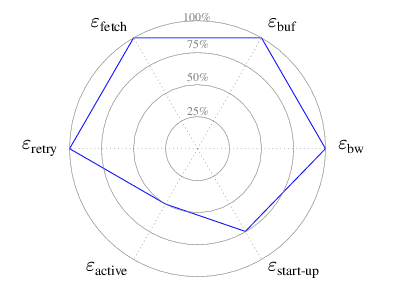 100%
ε_fetch ε_buf
75%
50%
25%
ε_retry ε_bw
ε_active ε_start-up